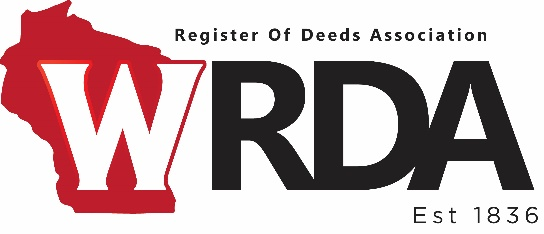 Register Of Deeds Association
WRDA
Est 1836